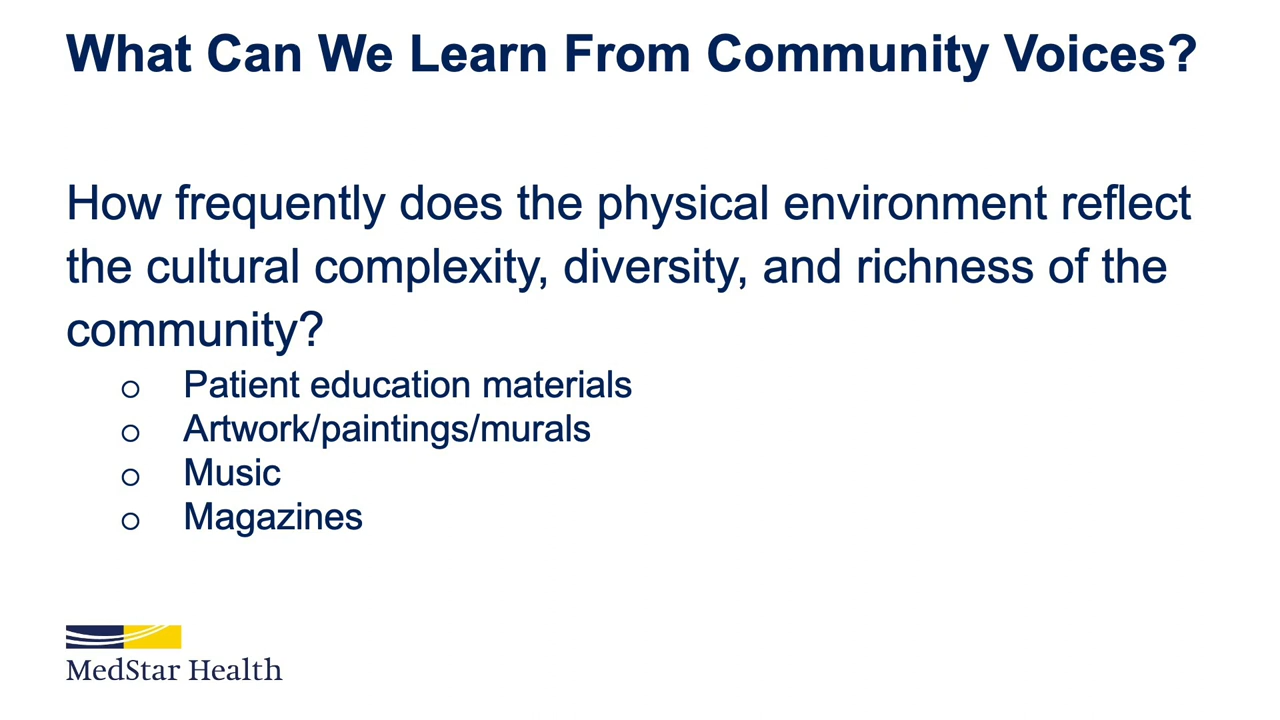 What Can We Learn From Community Voices?
How frequently does the physical environment reflect
the cultural complexity, diversity, and richness of the
community?
o Patient education materials
o Artwork/paintings/murals
o Music
o Magazines
MedStar Health